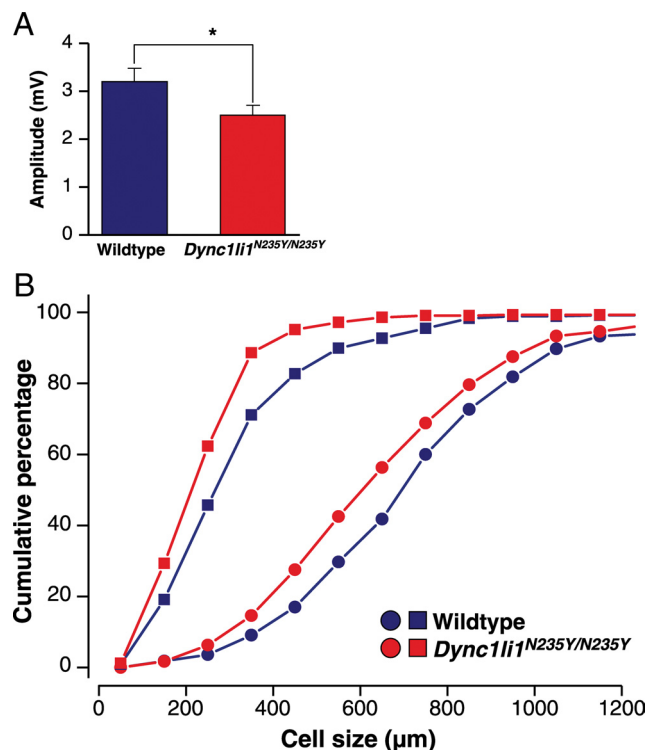 A
*
4
3
2
1
0
Amplitude (mV)
Wildtype
Dync1li1N235Y/N235Y
B
100
80
60
40
20
0
Cumulative percentage
Wildtype
Dync1li1N235Y/N235Y
0 200 400 600 800 1000 1200
Cell size (µm)